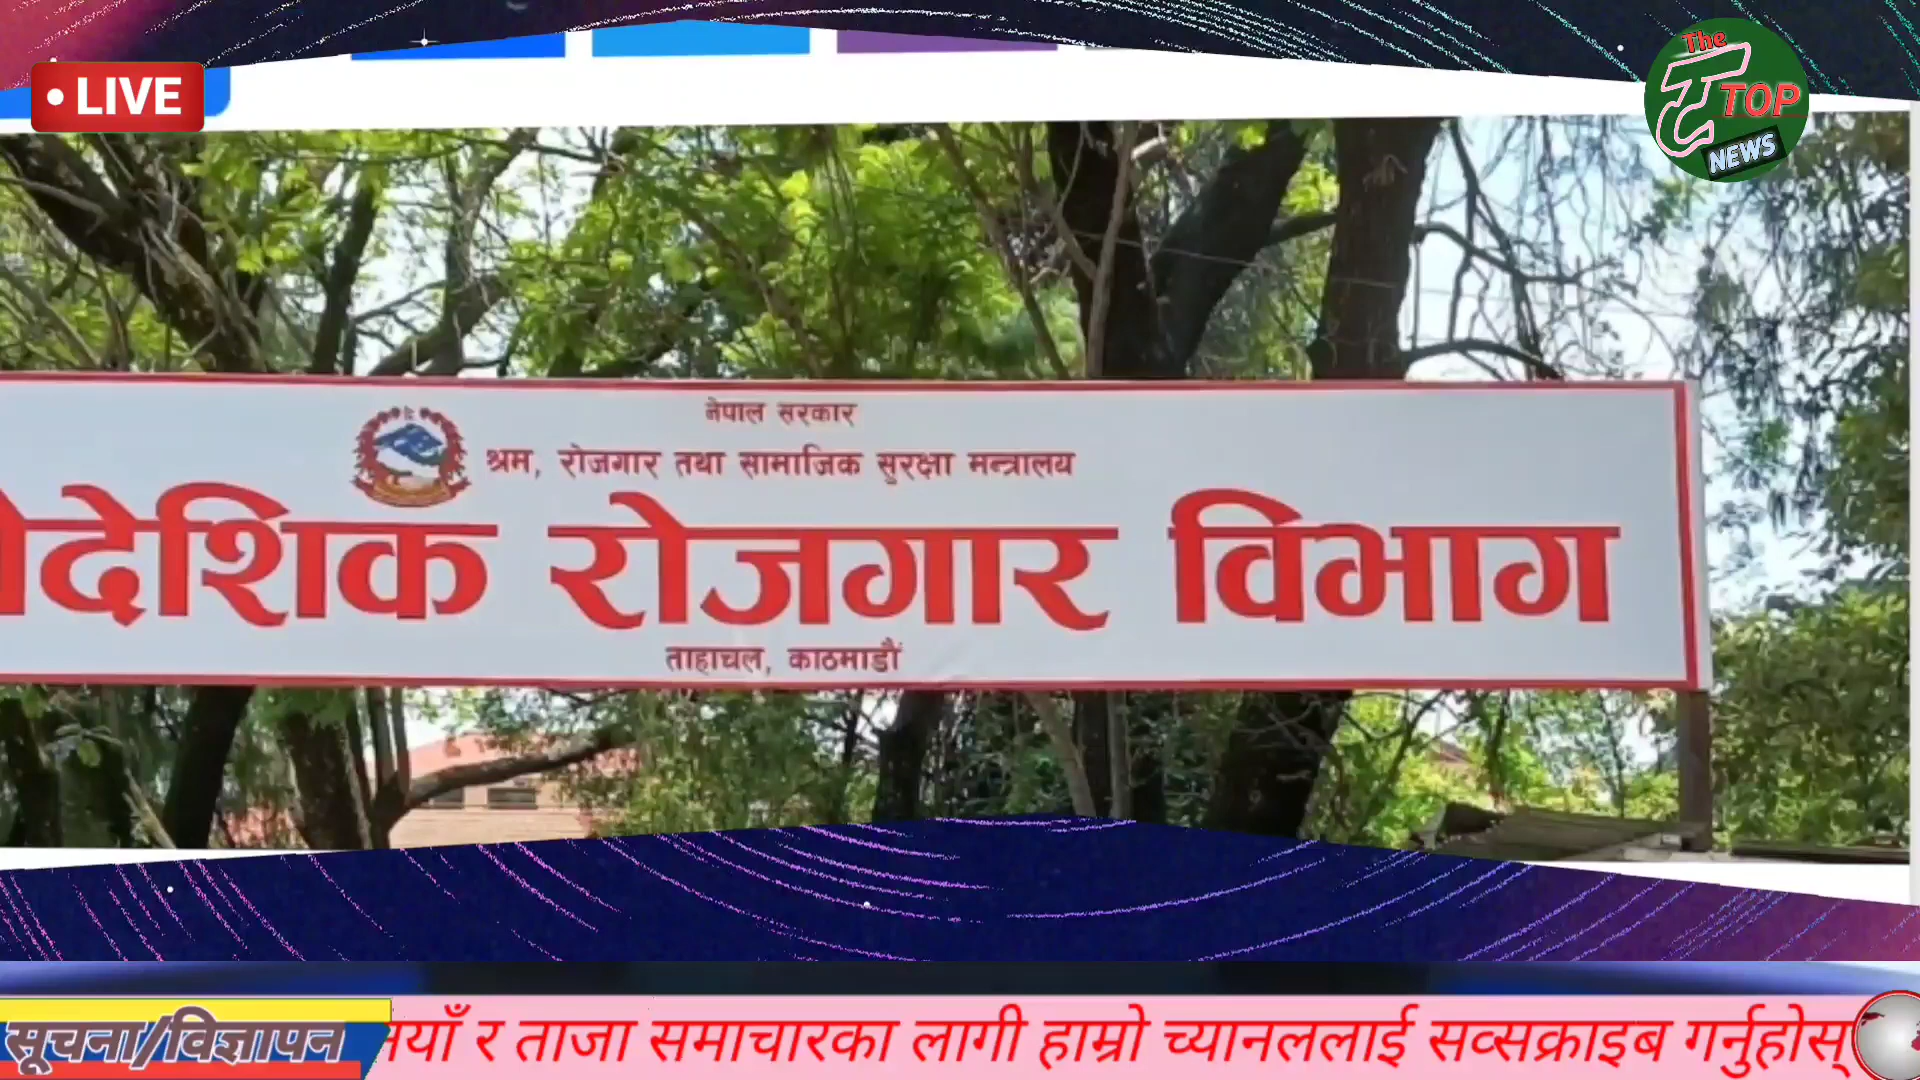 LIVE
The
द
TOP
NEWS
नेपाल सरकार
श्रम, रोजगार तथा सामाजिक सुरक्षा मन्त्रालय
देशिक रोजगार विभाग
ताहाचल, काठमाडौं
सूचना/विज्ञापन
र ताजा समाचारका लागी हाम्रो च्यानललाई सव्सक्राइब गर्नुहोस्